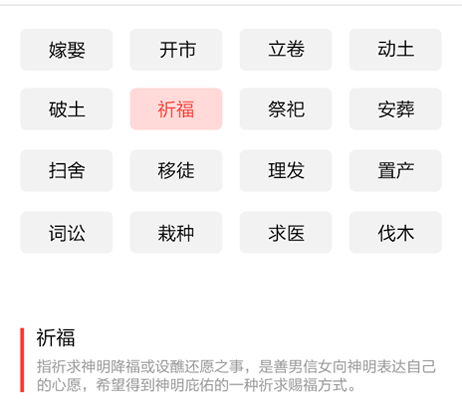 嫁娶 开市 立卷 动土
破土 祈福 祭祀 安葬
扫舍 移徒 理发 置产
词讼 栽种 求医 伐木
祈福
指祈求神明降福或设醮还愿之事，是善男信女向神明表达自己
的心愿，希望得到神明庇佑的一种祈求赐福方式。